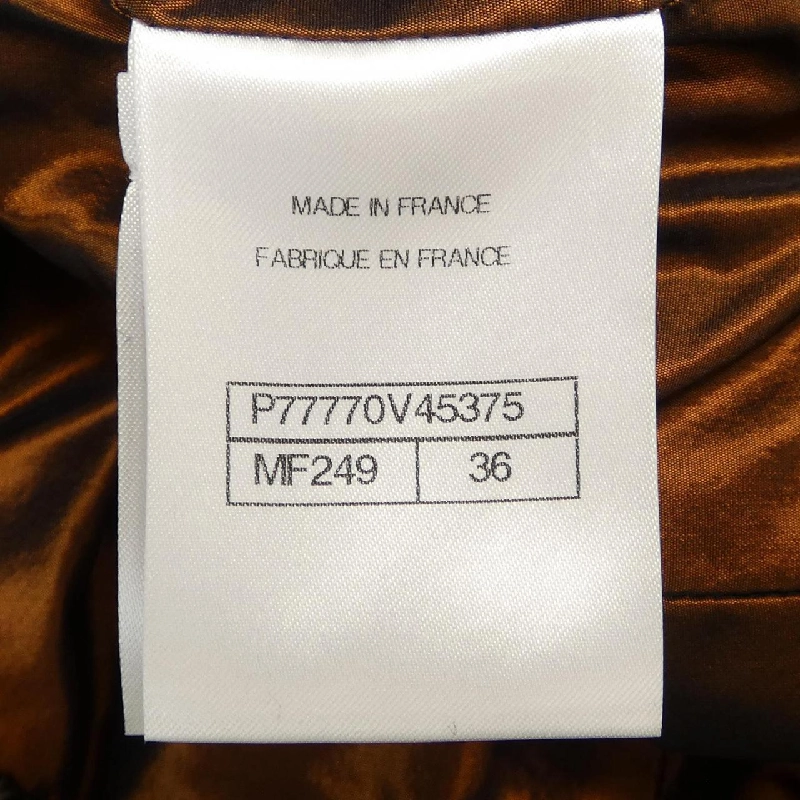 MADE IN FRANCE
FABRIQUE EN FRANCE
P77770V45375
MF249 36